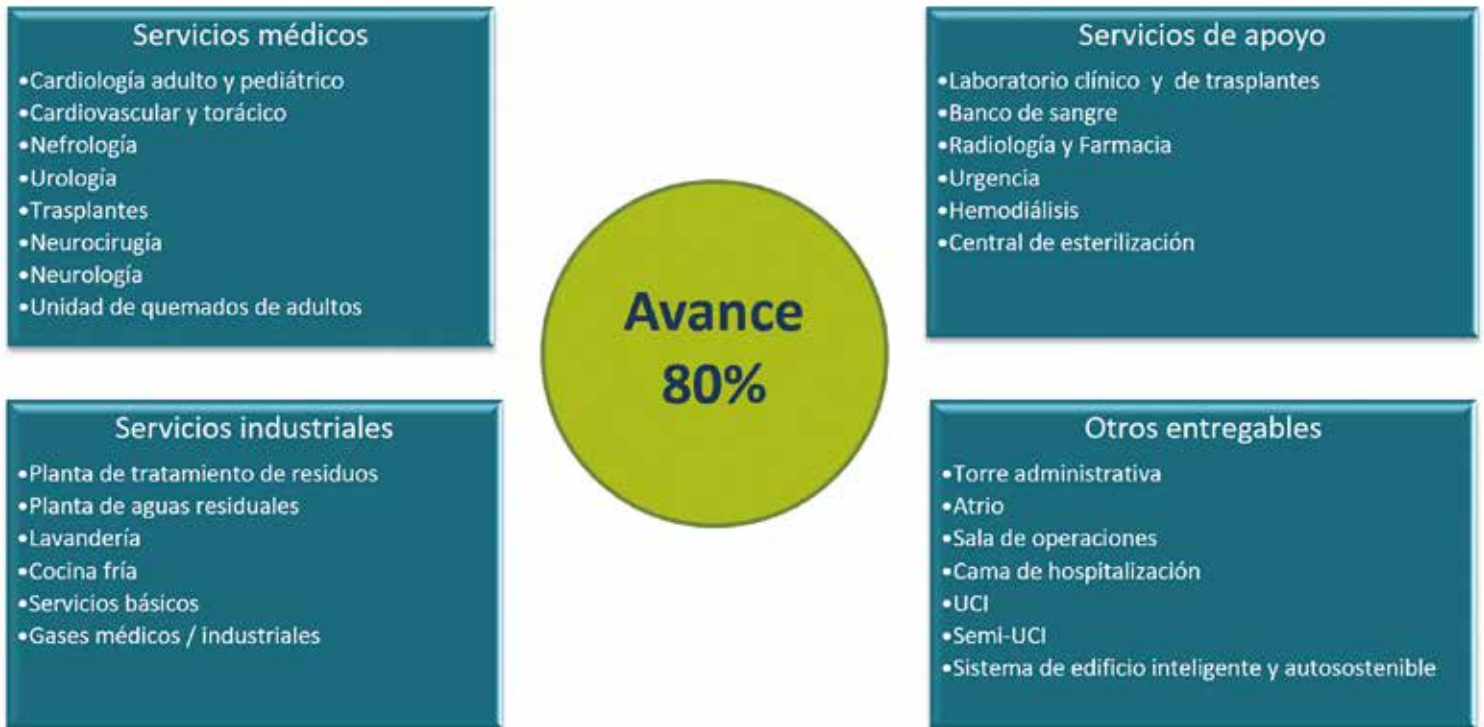 Servicios médicos
•Cardiología adulto y pediátrico
•Cardiovascular y torácico
•Nefrología
•Urología
•Trasplantes
•Neurocirugía
•Neurología
•Unidad de quemados de adultos
Servicios de apoyo
•Laboratorio clínico y de trasplantes
•Banco de sangre
•Radiología y Farmacia
•Urgencia
•Hemodiálisis
•Central de esterilización
Avance
80%
Servicios industriales
•Planta de tratamiento de residuos
•Planta de aguas residuales
•Lavandería
•Cocina fría
•Servicios básicos
•Gases médicos / industriales
Otros entregables
•Torre administrativa
•Atrio
•Sala de operaciones
•Cama de hospitalización
•UCI
•Semi-UCI
•Sistema de edificio inteligente y autosostenible